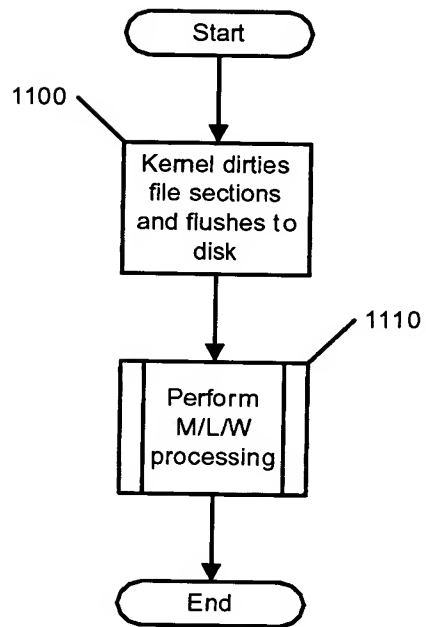 Start
1100
Kernel dirties
file sections
and flushes to
disk
1110
Perform
M/L/W
processing
End